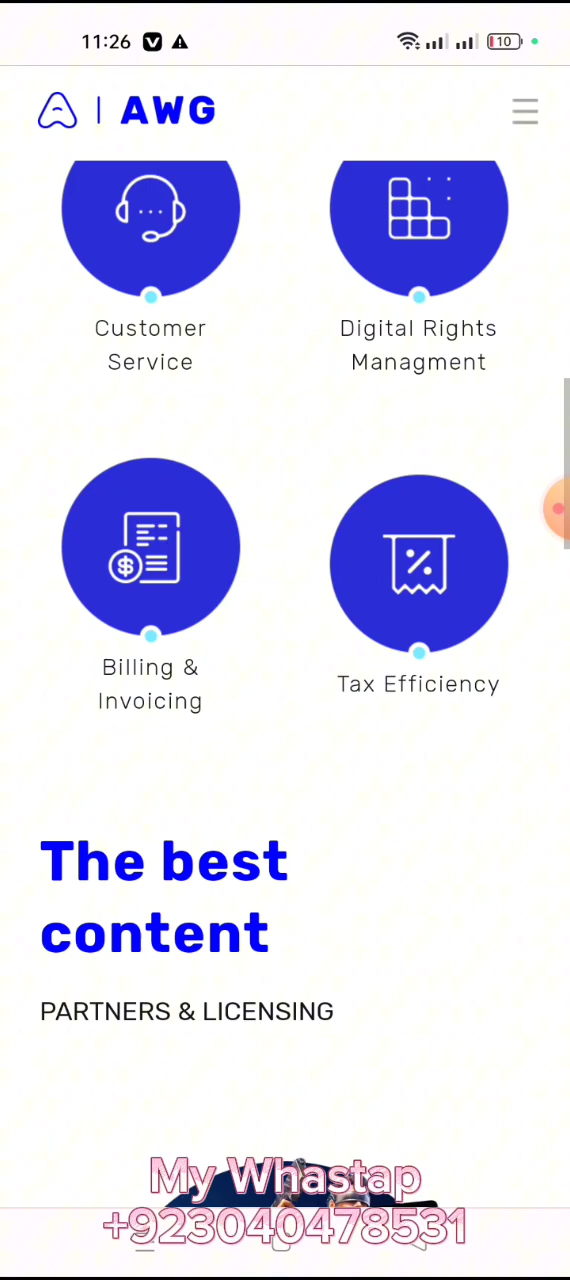 11:26
10
AWG
Customer
Service
Digital Rights
Managment
Billing &
Invoicing
Tax Efficiency
The best
content
PARTNERS & LICENSING
My Whastap
+923040478531